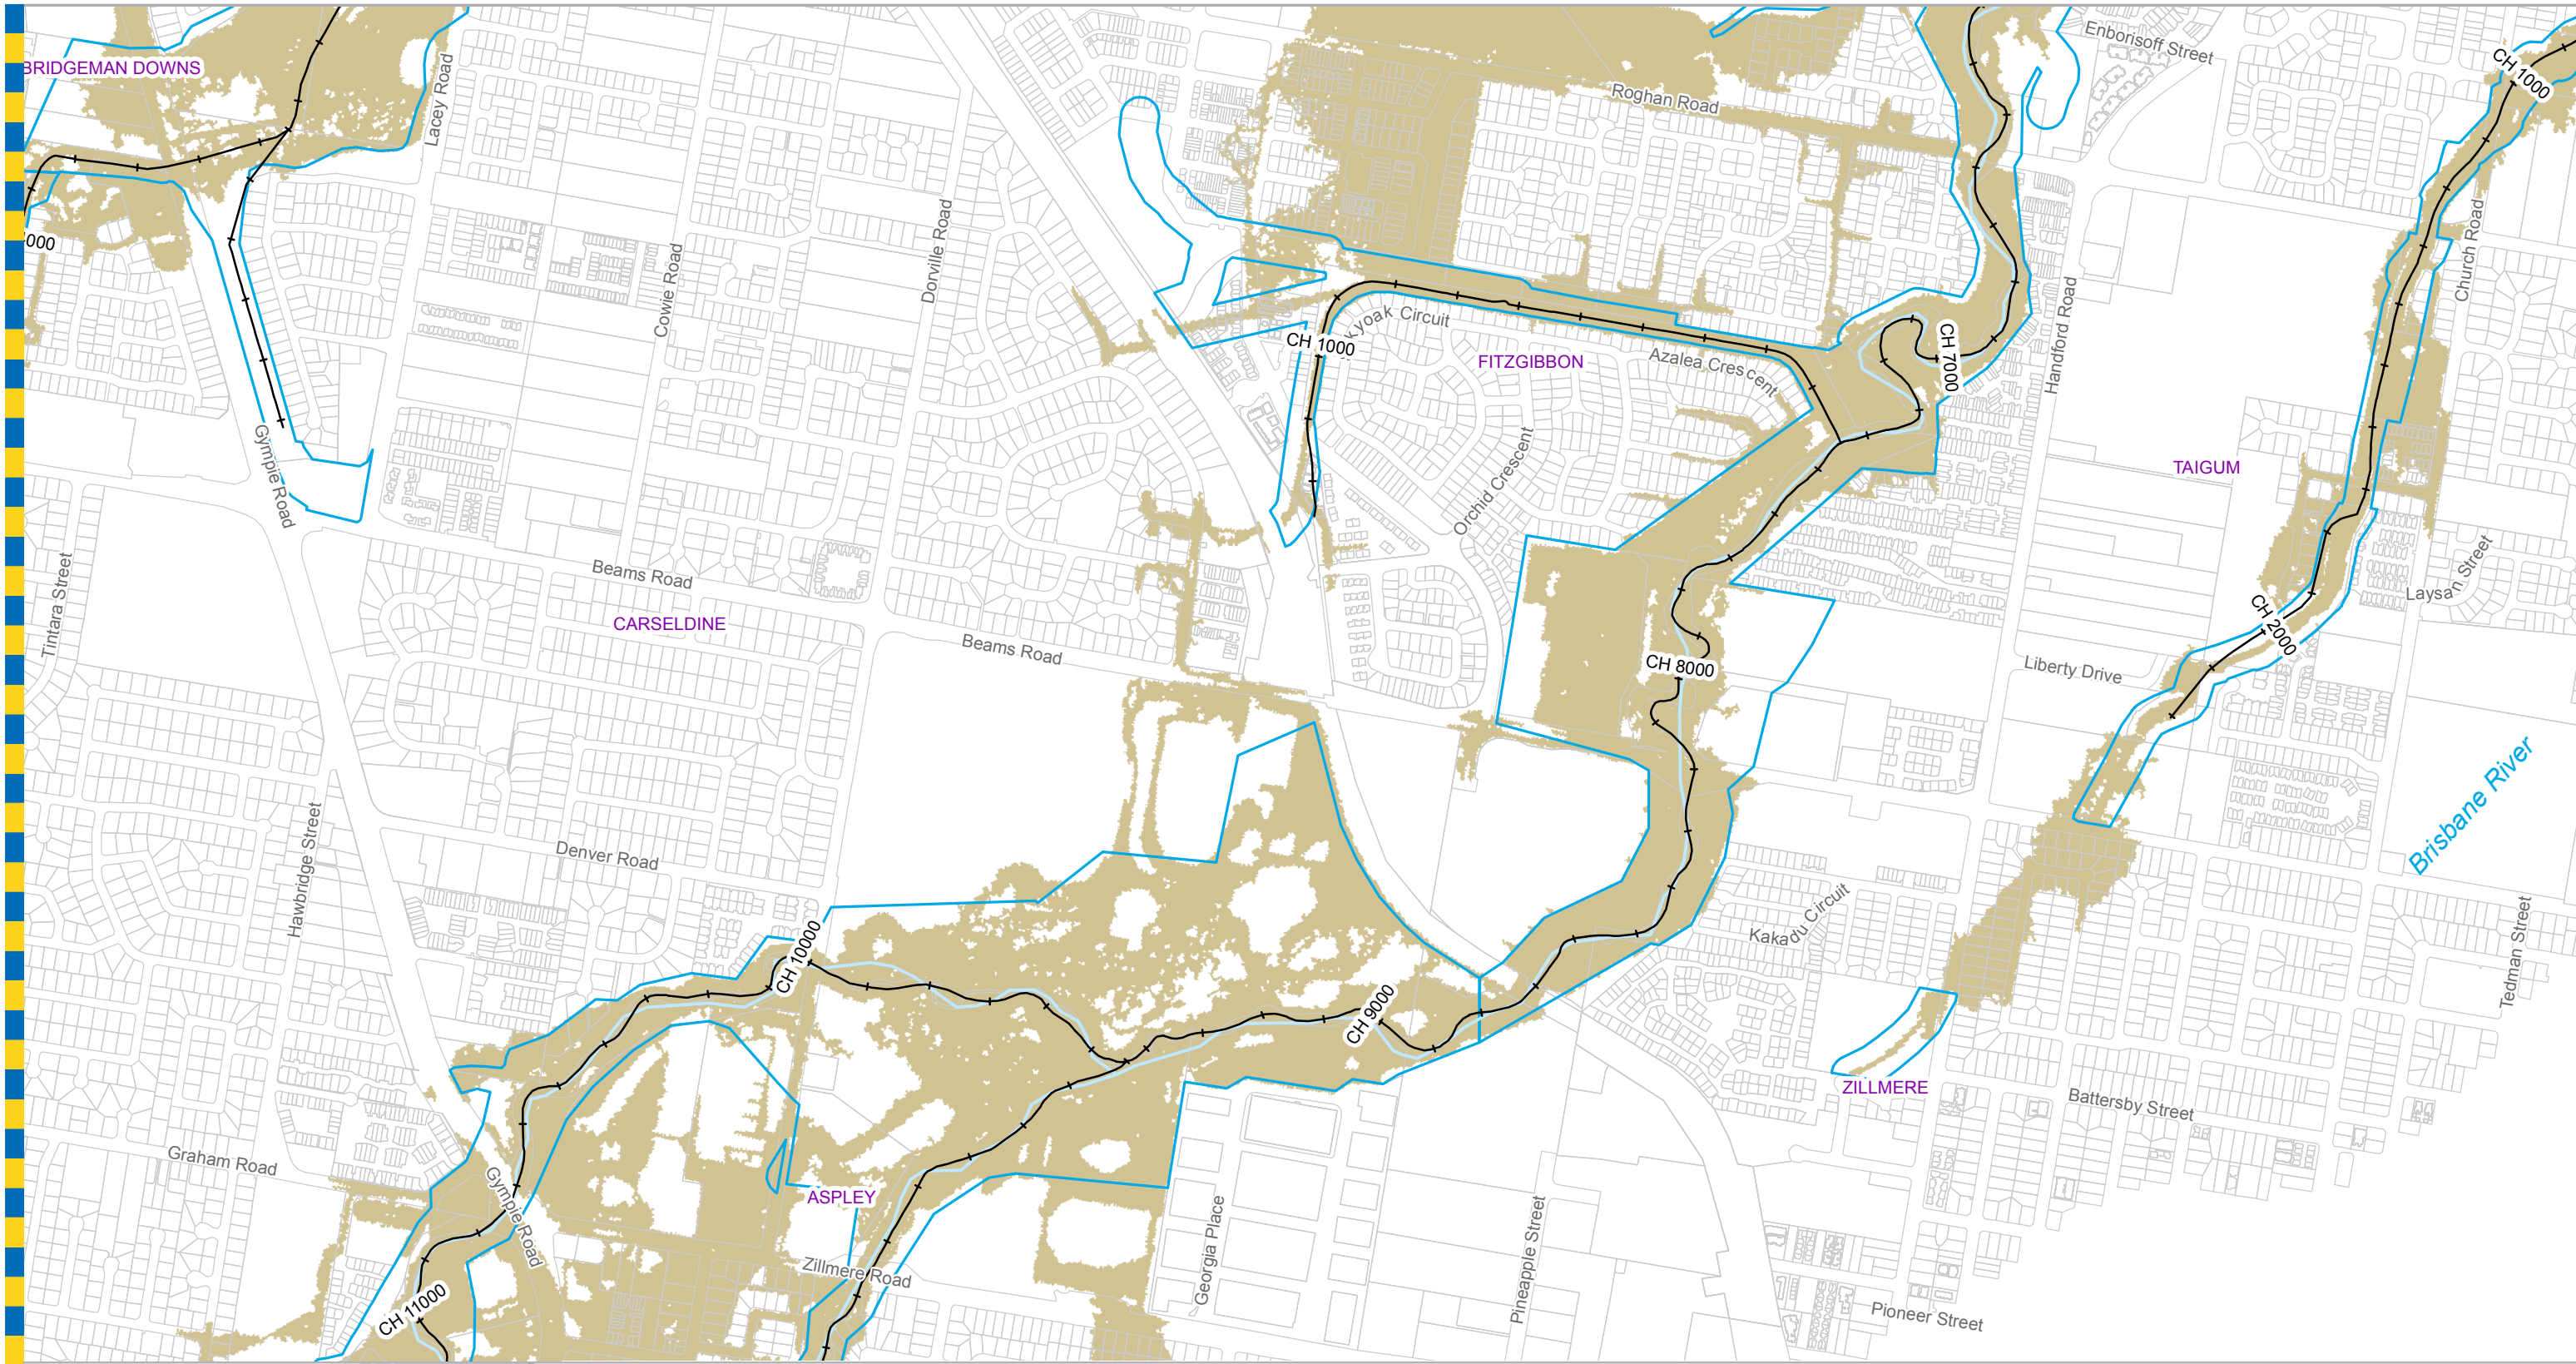 Enborisoff Street
BRIDGEMAN DOWNS
CH 1000
Lacey Road
Roghan Road
Church Road
Dorville Road
Cowie Road
Handford Road
Circuit
CH 1000
FITZGIBBON
Azalea Crescent
CH 7000
Gympie Road
Orchid Crescent
TAIGUM
Tintara Street
Beams Road
CARSELDINE
Beams Road
Laysan Street
CH 2000
CH 8000
Liberty Drive
Brisbane River
Hawbridge Street
Denver Road
Kakadu Circuit
Tedman Street
CH 10000
CH 9000
ZILLMERE
Battersby Street
Graham Road
Gympie Road
ASPLEY
Georgia Place
Pineapple Street
Zillmere Road
CH 11000
Pioneer Street